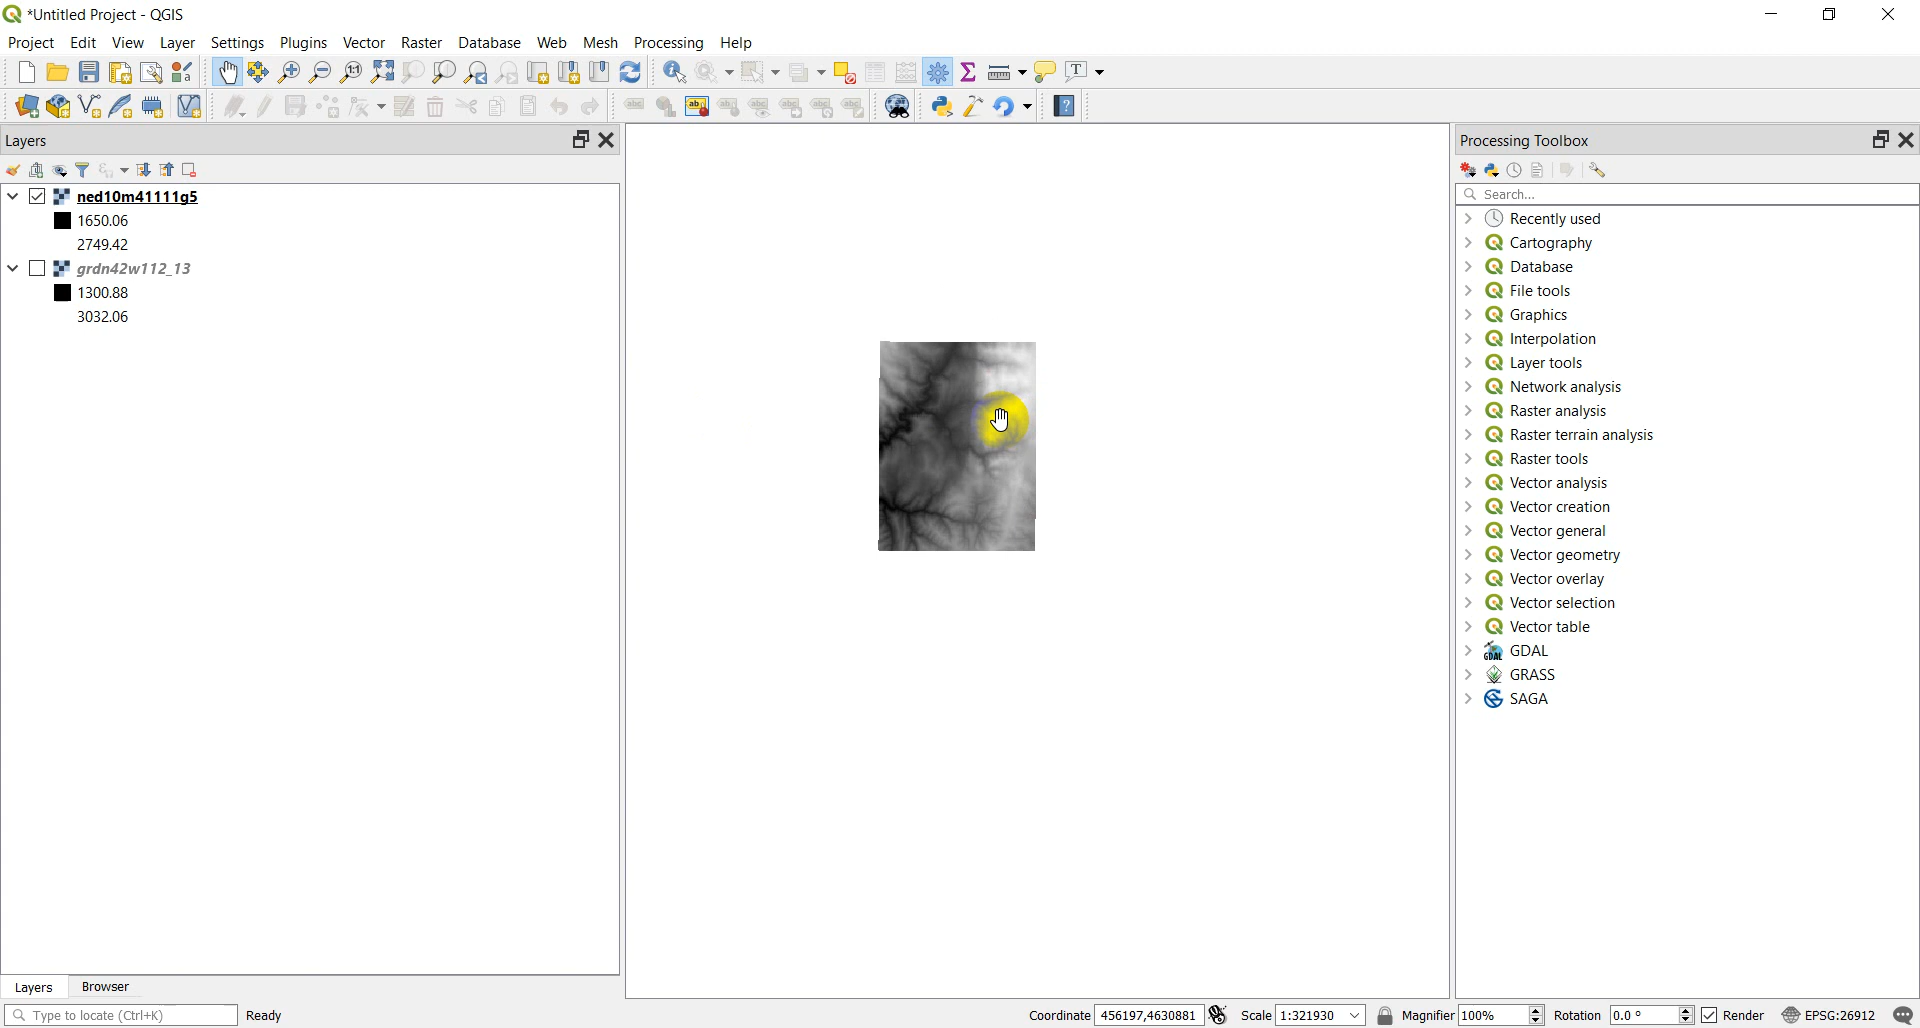 *Untitled Project - QGIS
Project Edit View Layer Settings Plugins Vector Raster Database Web Mesh Processing Help
Layers
ned10m41111g5
1650.06
2749.42
grdn42w112_13
1300.88
3032.06
Layers Browser
Processing Toolbox
Search...
Recently used
Cartography
Database
File tools
Graphics
Interpolation
Layer tools
Network analysis
Raster analysis
Raster terrain analysis
Raster tools
Vector analysis
Vector creation
Vector general
Vector geometry
Vector overlay
Vector selection
Vector table
GDAL
GRASS
SAGA
Type to locate (Ctrl+K) Ready Coordinate 456197,4630881 Scale 1:321930 Magnifier 100% Rotation 0.0 ° Render EPSG:26912